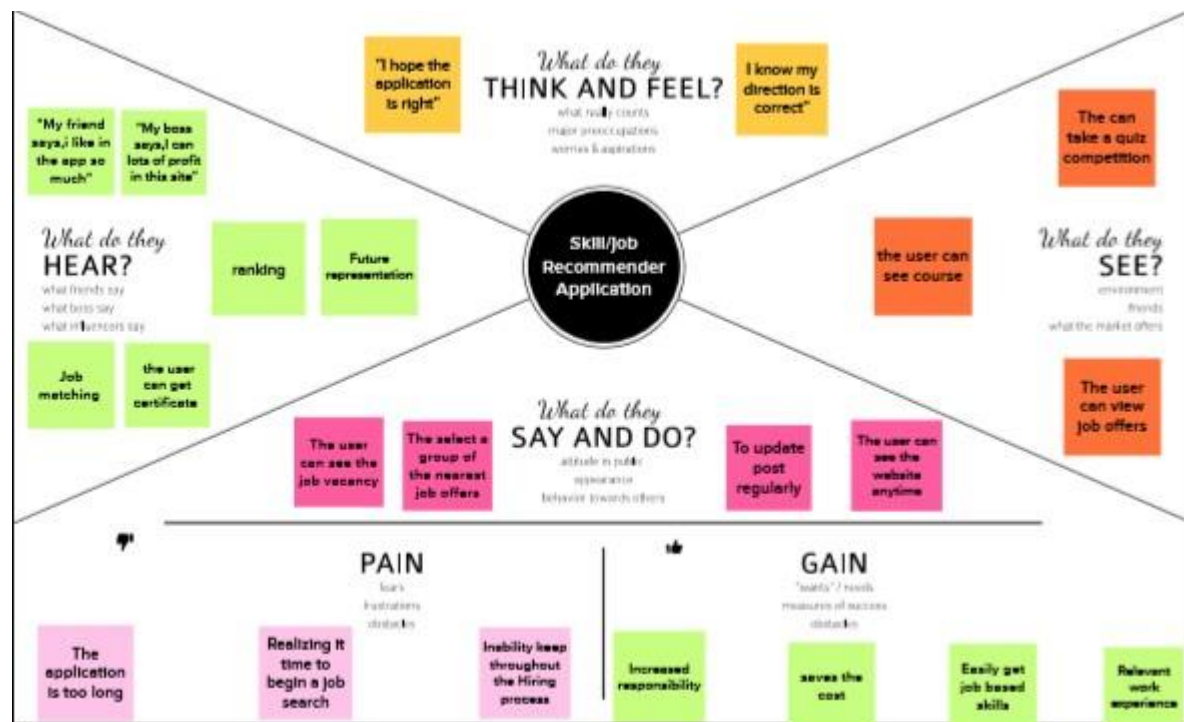 What do they
THINK AND FEEL?
what really counts
major preoccupations
worries & aspirations
"I hope the
application
is right"
I know my
direction is
correct"
"My friend
says,i like in
the app so
much"
"My boss
says,I can
lots of profit
in this site"
What do they
HEAR?
what friends say
what boss say
what influencers say
ranking
Future
representation
Job
matching
the user
can get
certificate
Skill/Job
Recommender
Application
The can
take a quiz
competition
the user can
see course
What do they
SEE?
environment
friends
what the market offers
The user
can view
job offers
What do they
SAY AND DO?
attitude in public
appearance
behavior towards others
The user
can see the
job vacancy
The select a
group of
the nearest
job offers
To update
post
regularly
The user can
see the
website
anytime
PAIN
fears
frustrations
obstacles
The
application
is too long
Realizing it
time to
begin a job
search
Inability keep
throughout
the Hiring
process
GAIN
"wants" / needs
measures of success
obstacles
Increased
responsibility
saves the
cost
Easily get
job based
skills
Relevant
work
experience